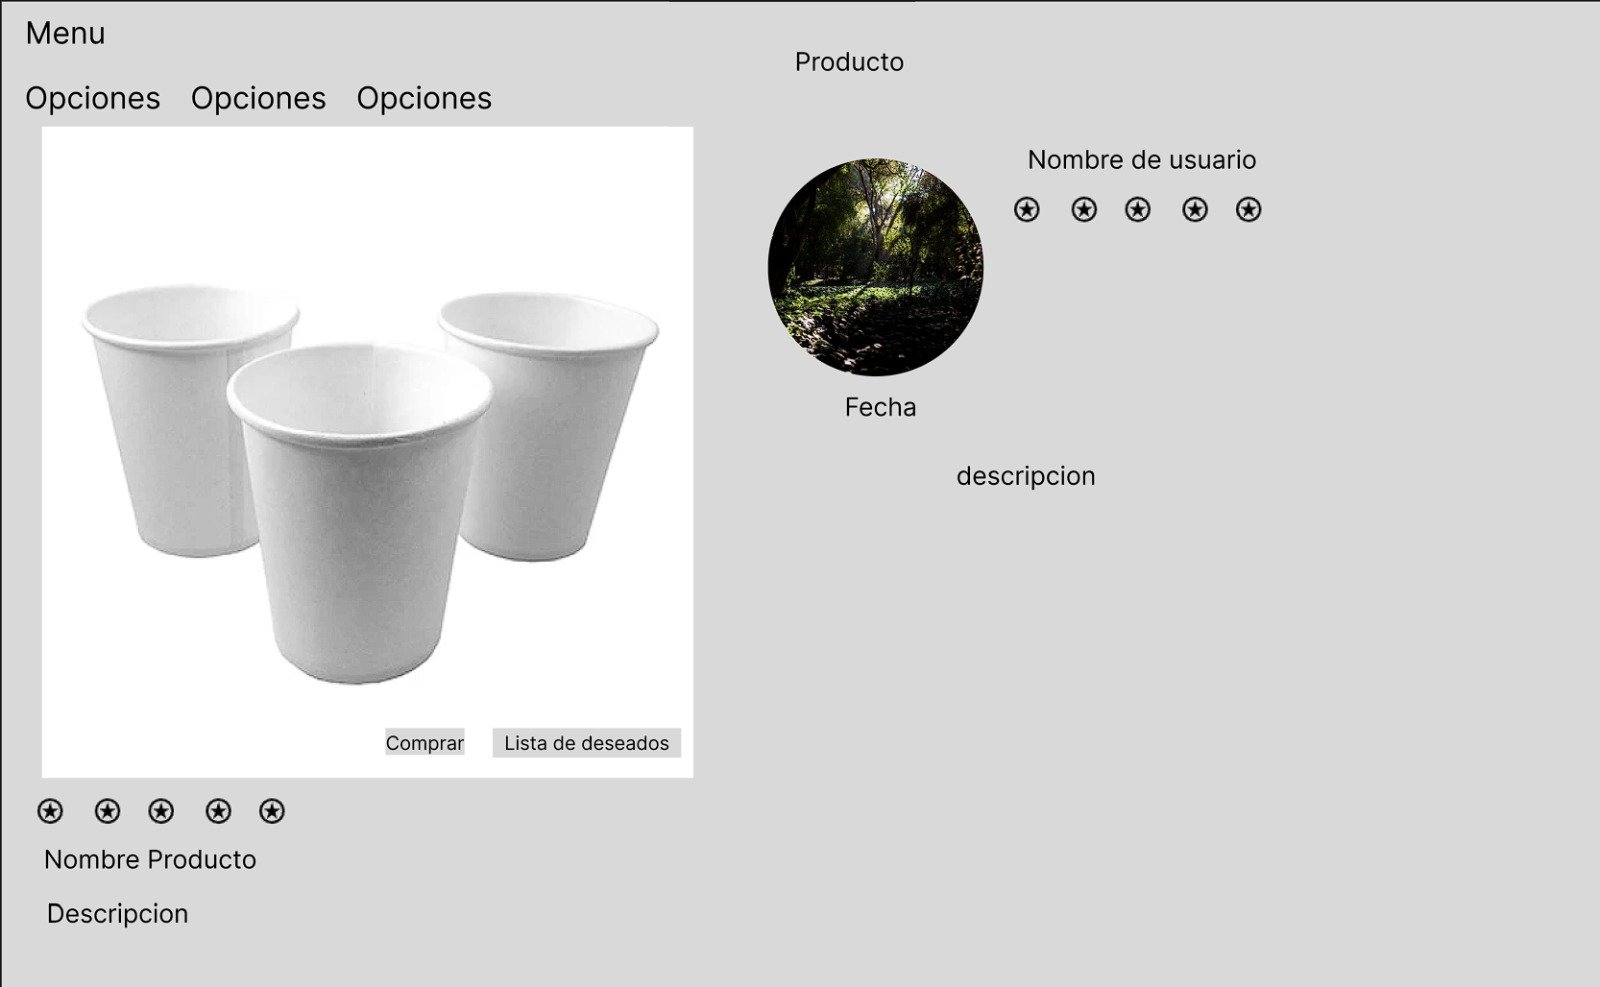 Menu
Opciones Opciones Opciones
Comprar Lista de deseados
Nombre Producto
Descripcion
Producto
Nombre de usuario
Fecha
descripcion